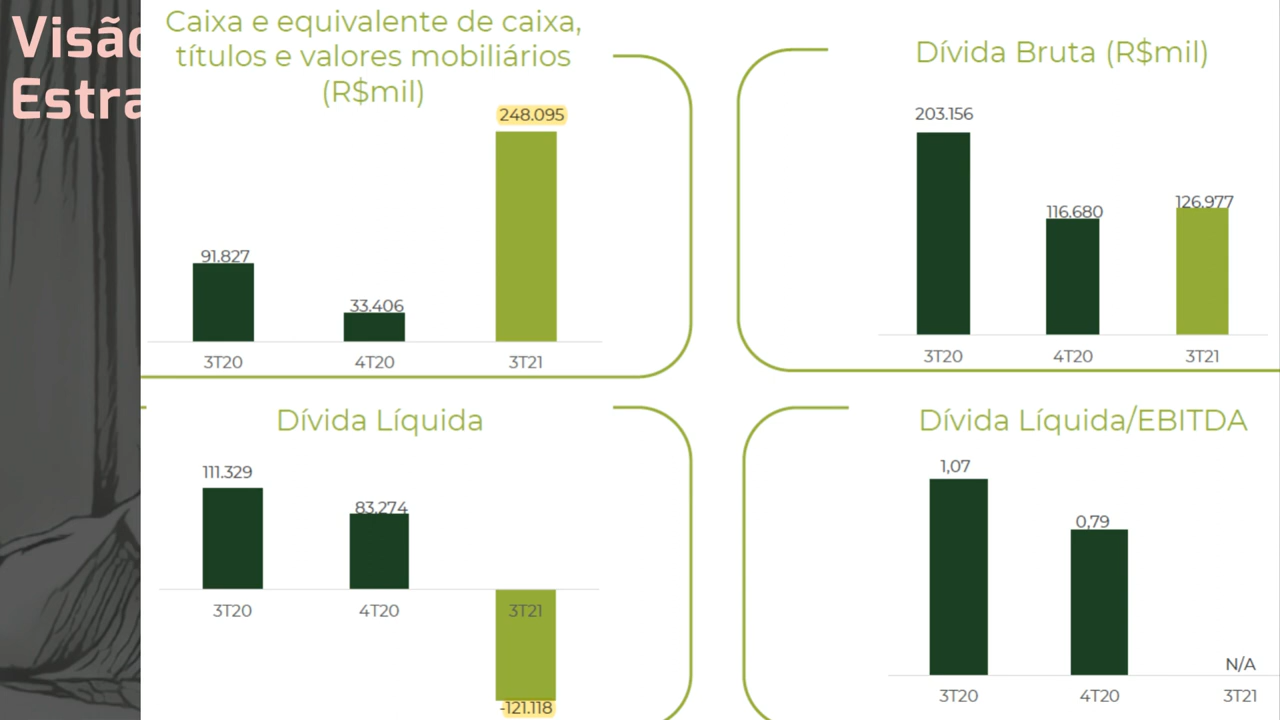 Visão
Estra
Caixa e equivalente de caixa,
títulos e valores mobiliários
(R$mil)
248.095
91.827
33.406
3T20
4T20
3T21
Dívida Bruta (R$mil)
203.156
116.680
126.977
3T20
4T20
3T21
Dívida Líquida
111.329
83.274
3T20
4T20
3T21
-121.118
Dívida Líquida/EBITDA
1,07
0,79
N/A
3T20
4T20
3T21